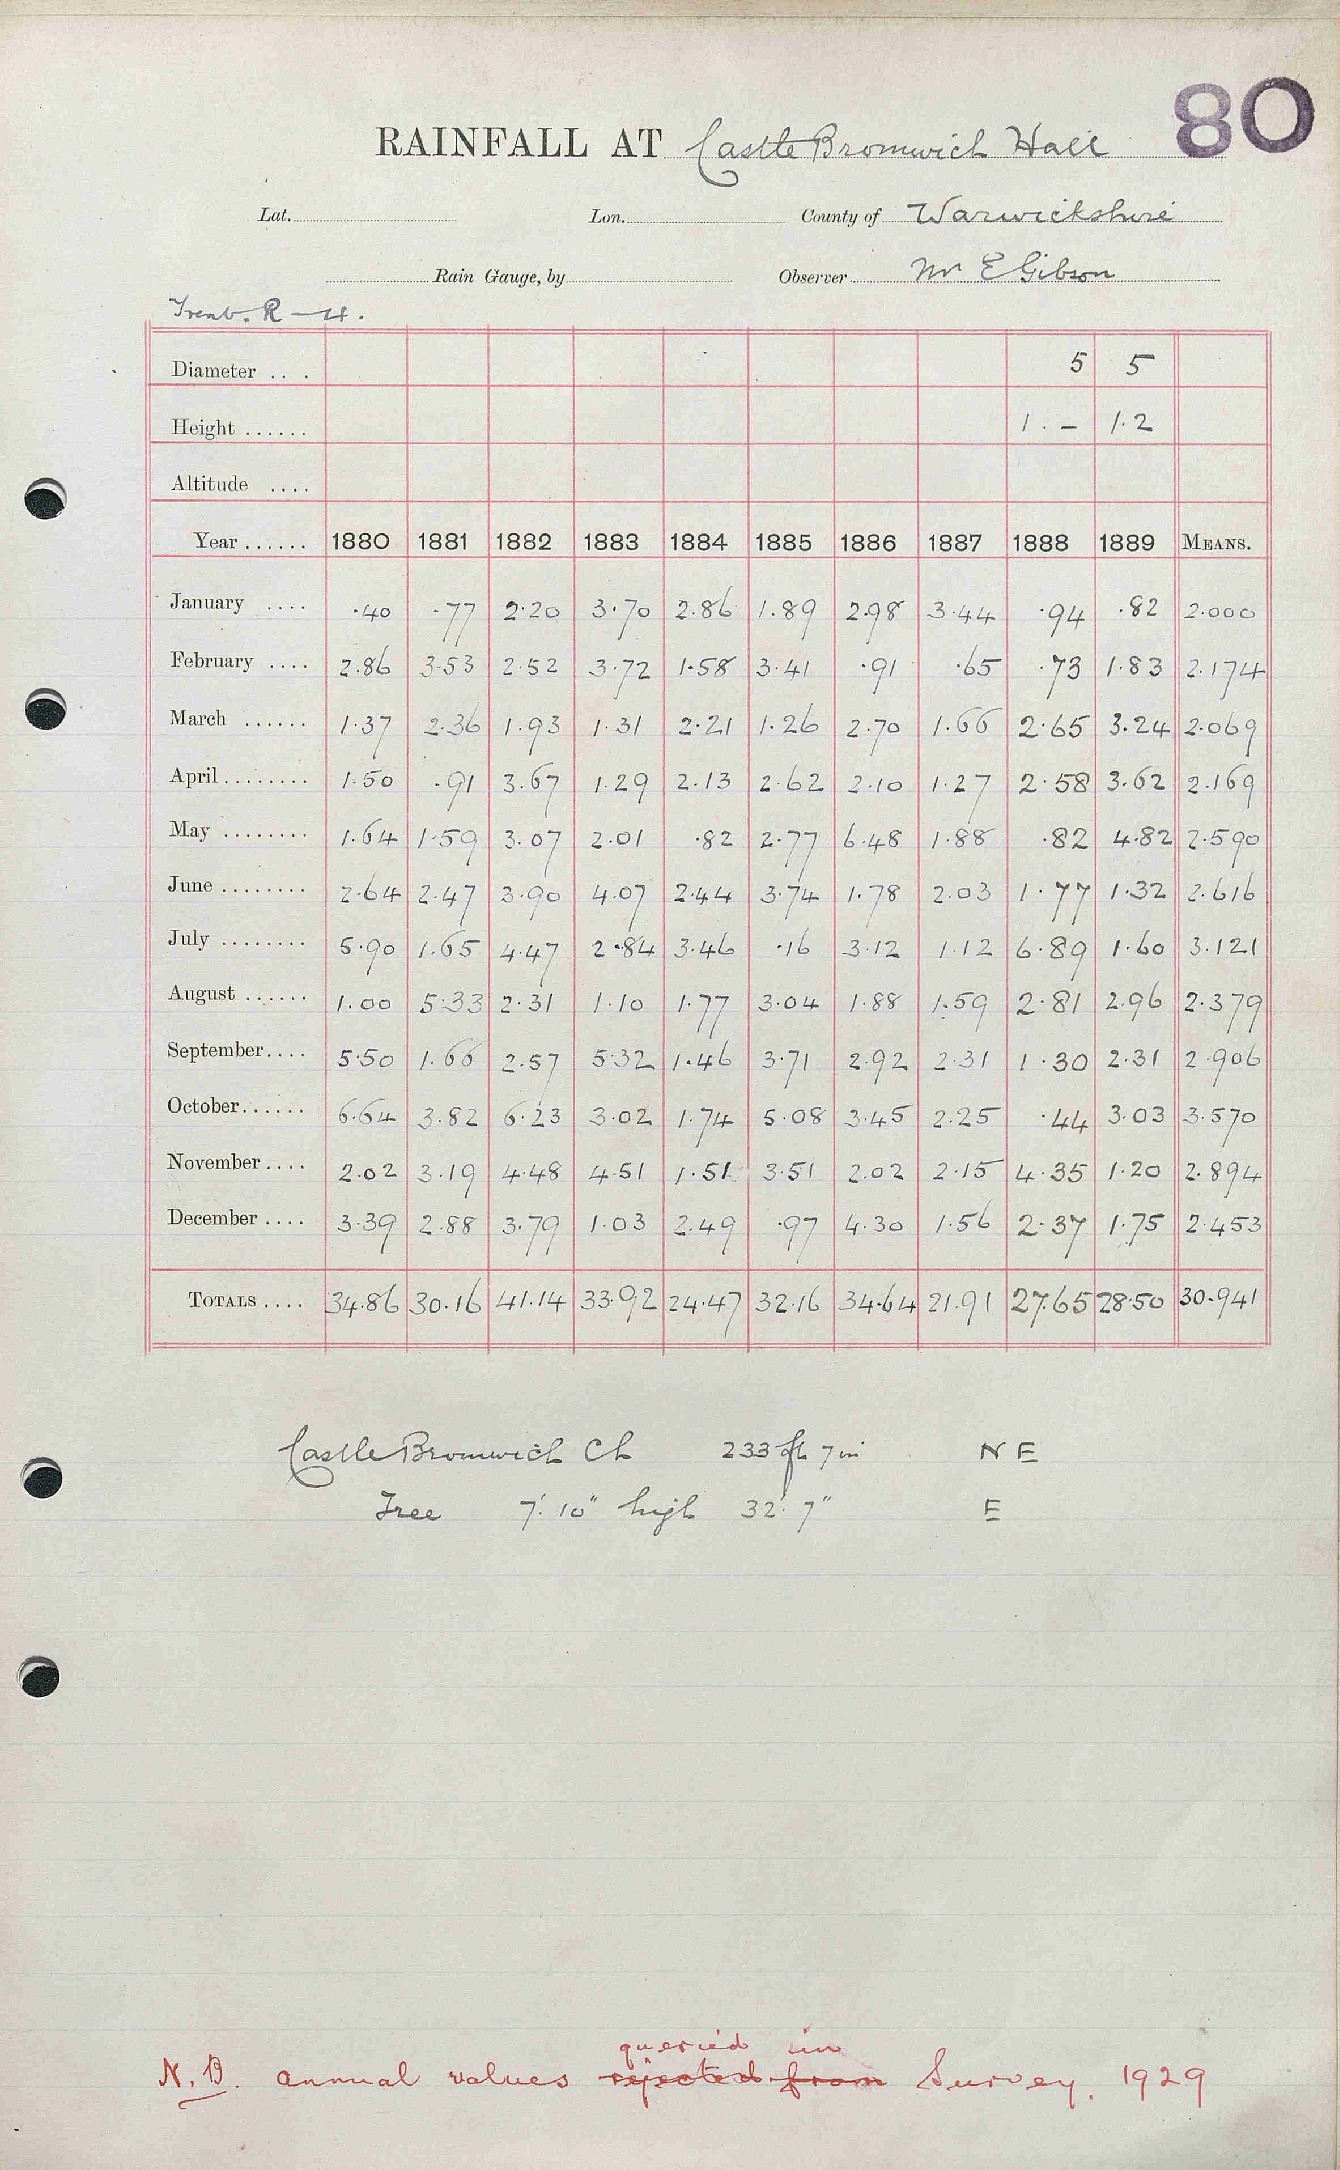 80
RAINFALL AT Castle Bromwich Hall
Lat. Lon. County of Warwickshire
Rain Gauge, by Observer Mr E Gibson
Trent. R — 4.
Diameter ... 5 5
Height ...... 1.– 1.2
Altitude ....
Year ...... 1880 1881 1882 1883 1884 1885 1886 1887 1888 1889 MEANS.
January .... .40 .77 2.20 3.70 2.86 1.89 2.98 3.44 .94 .82 2.000
February .... 2.86 3.53 2.52 3.72 1.58 3.41 .91 .65 .73 1.83 2.174
March ...... 1.37 2.36 1.93 1.31 2.21 1.26 2.70 1.66 2.65 3.24 2.069
April ........ 1.50 .91 3.67 1.29 2.13 2.62 2.10 1.27 2.58 3.62 2.169
May ........ 1.64 1.59 3.07 2.01 .82 2.77 6.48 1.88 .82 4.82 2.590
June ........ 2.64 2.47 3.90 4.07 2.44 3.74 1.78 2.03 1.77 1.32 2.616
July ........ 5.90 1.65 4.47 2.84 3.46 .16 3.12 1.12 6.89 1.60 3.121
August ...... 1.00 5.33 2.31 1.10 1.77 3.04 1.88 1.59 2.81 2.96 2.379
September .... 5.50 1.66 2.57 5.32 1.46 3.71 2.92 2.31 1.30 2.31 2.906
October ...... 6.64 3.82 6.23 3.02 1.74 5.08 3.45 2.25 .44 3.03 3.570
November .... 2.02 3.19 4.48 4.51 1.51 3.51 2.02 2.15 4.35 1.20 2.894
December .... 3.39 2.88 3.79 1.03 2.49 .97 4.30 1.56 2.37 1.75 2.453
TOTALS .... 34.86 30.16 41.14 33.92 24.47 32.16 34.64 21.91 27.65 28.50 30.941
Castle Bromwich Ch 233 ft 7 in N E
Tree 7' 10" high 32' 7" E
queried in
N.B. annual values rejected from Survey. 1929